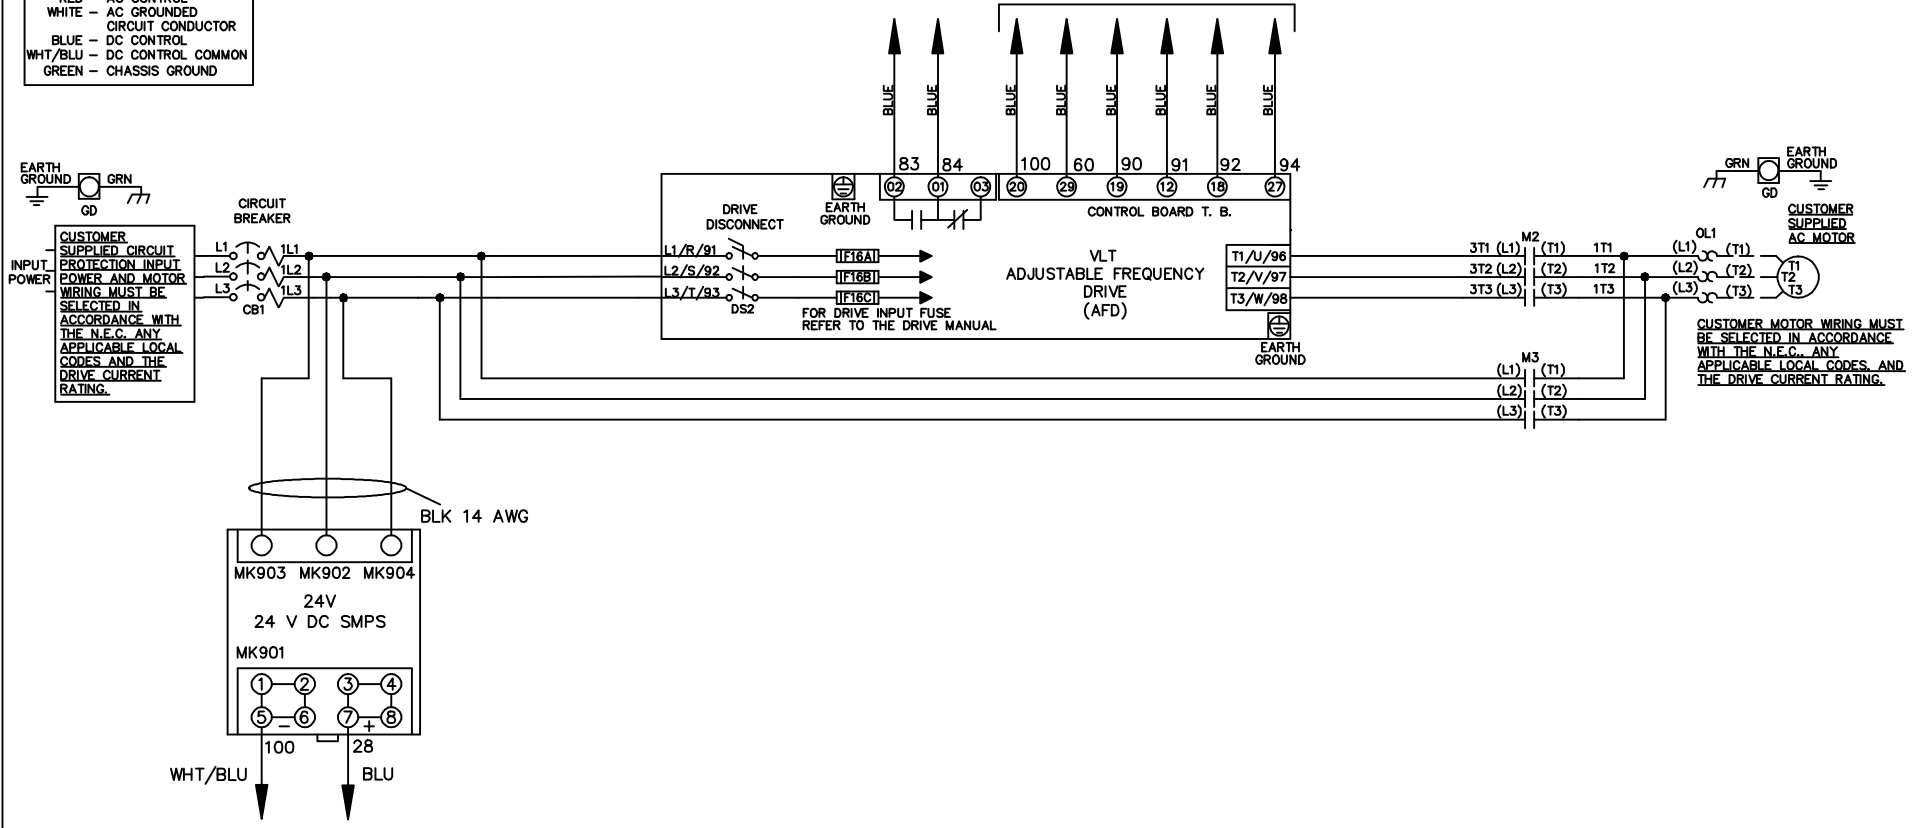 WHITE – AC GROUNDED
CIRCUIT CONDUCTOR
BLUE – DC CONTROL
WHT/BLU – DC CONTROL COMMON
GREEN – CHASSIS GROUND
BLUE BLUE BLUE BLUE BLUE BLUE BLUE BLUE
83 84 100 60 90 91 92 94
02 01 03 20 29 19 12 18 27
CONTROL BOARD T. B.
EARTH
GROUND
GRN
GD
EARTH
GROUND
DRIVE
DISCONNECT
L1/R/91
L2/S/92
L3/T/93
DS2
F16A
F16B
F16C
FOR DRIVE INPUT FUSE
REFER TO THE DRIVE MANUAL
VLT
ADJUSTABLE FREQUENCY
DRIVE
(AFD)
T1/U/96
T2/V/97
T3/W/98
EARTH
GROUND
INPUT
POWER
CUSTOMER
SUPPLIED CIRCUIT
PROTECTION INPUT
POWER AND MOTOR
WIRING MUST BE
SELECTED IN
ACCORDANCE WITH
THE N.E.C. ANY
APPLICABLE LOCAL
CODES AND THE
DRIVE CURRENT
RATING.
CIRCUIT
BREAKER
L1 1L1
L2 1L2
L3 1L3
CB1
M2
3T1 (L1) (T1) 1T1
3T2 (L2) (T2) 1T2
3T3 (L3) (T3) 1T3
M3
(L1) (T1)
(L2) (T2)
(L3) (T3)
OL1
(L1) (T1)
(L2) (T2)
(L3) (T3)
GRN
EARTH
GROUND
GD
CUSTOMER
SUPPLIED
AC MOTOR
T1
T2
T3
CUSTOMER MOTOR WIRING MUST
BE SELECTED IN ACCORDANCE
WITH THE N.E.C., ANY
APPLICABLE LOCAL CODES, AND
THE DRIVE CURRENT RATING.
BLK 14 AWG
MK903 MK902 MK904
24V
24 V DC SMPS
MK901
1 2 3 4
5 6 7 8
– +
100 28
WHT/BLU BLU